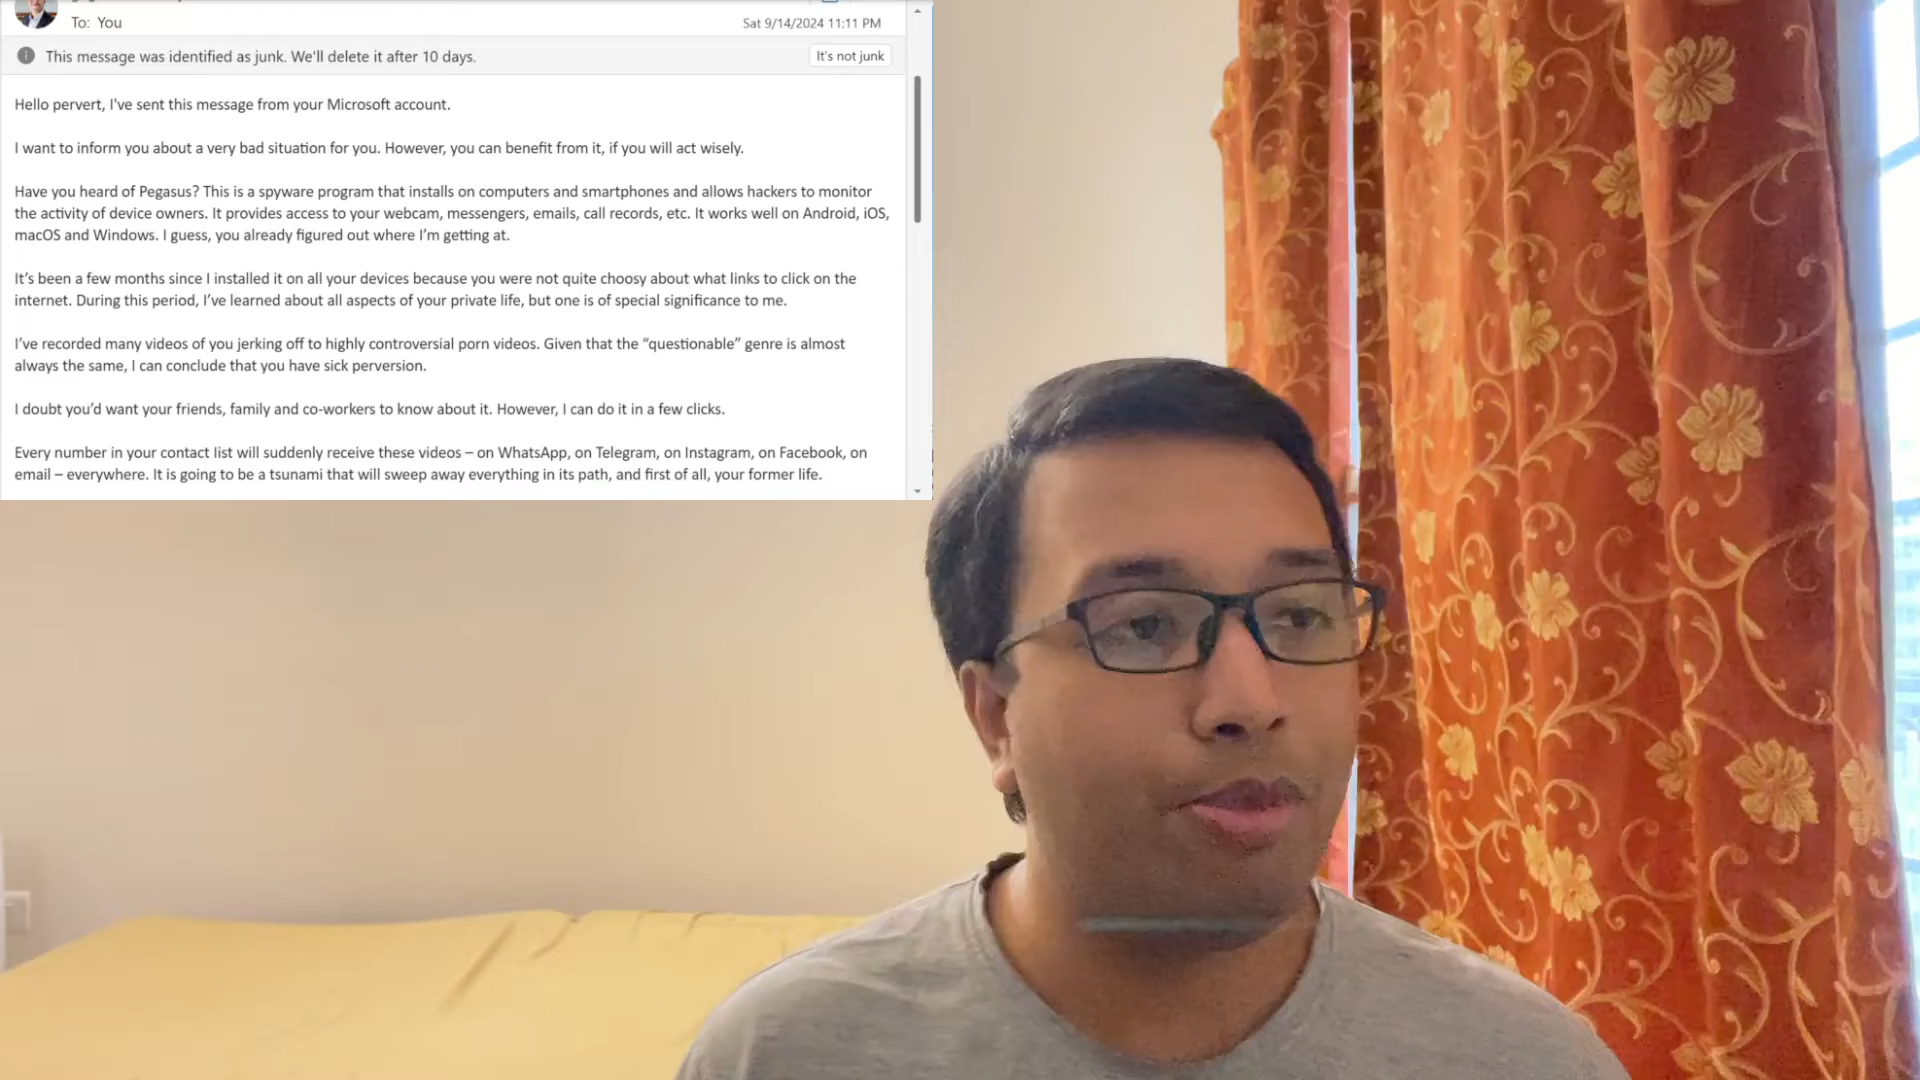 To: You
Sat 9/14/2024 11:11 PM
This message was identified as junk. We'll delete it after 10 days.
It's not junk
Hello pervert, I've sent this message from your Microsoft account.
I want to inform you about a very bad situation for you. However, you can benefit from it, if you will act wisely.
Have you heard of Pegasus? This is a spyware program that installs on computers and smartphones and allows hackers to monitor
the activity of device owners. It provides access to your webcam, messengers, emails, call records, etc. It works well on Android, iOS,
macOS and Windows. I guess, you already figured out where I’m getting at.
It’s been a few months since I installed it on all your devices because you were not quite choosy about what links to click on the
internet. During this period, I’ve learned about all aspects of your private life, but one is of special significance to me.
I’ve recorded many videos of you jerking off to highly controversial porn videos. Given that the “questionable” genre is almost
always the same, I can conclude that you have sick perversion.
I doubt you’d want your friends, family and co-workers to know about it. However, I can do it in a few clicks.
Every number in your contact list will suddenly receive these videos – on WhatsApp, on Telegram, on Instagram, on Facebook, on
email – everywhere. It is going to be a tsunami that will sweep away everything in its path, and first of all, your former life.